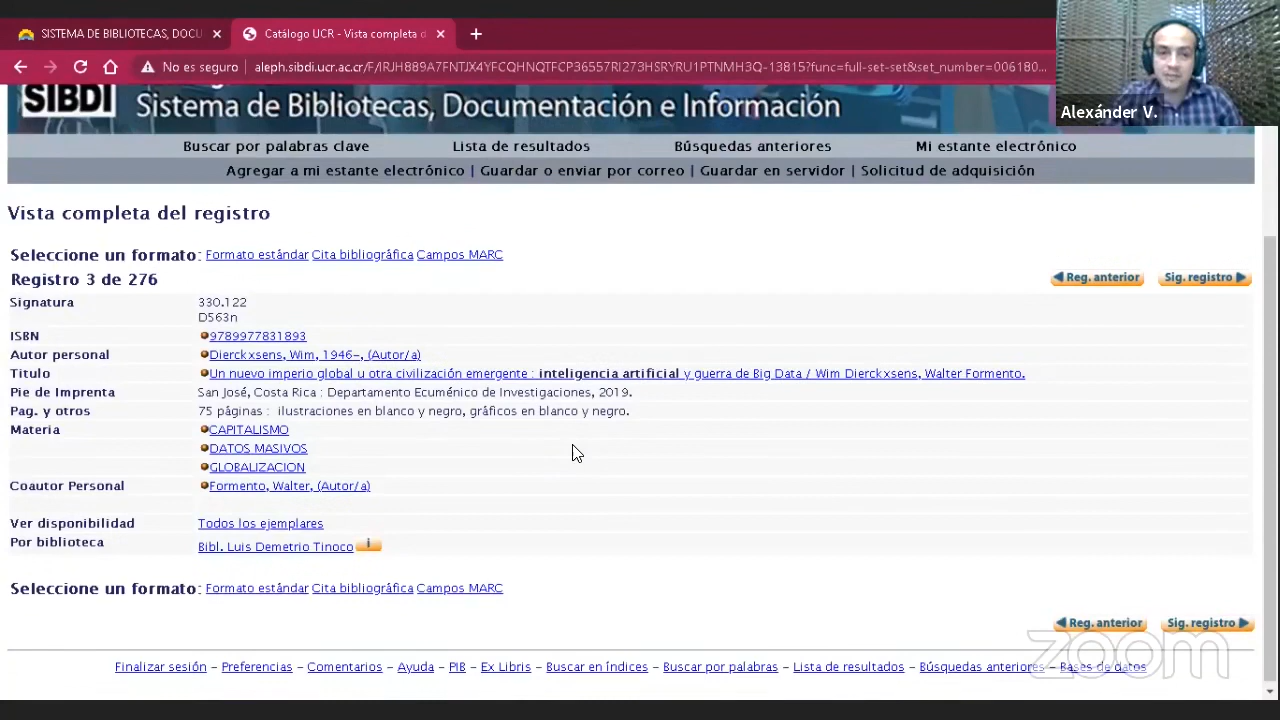 SISTEMA DE BIBLIOTECAS, DOCU
Catálogo UCR - Vista completa d
No es seguro
aleph.sibdi.ucr.ac.cr/F/IRJH889A7FNTJX4YFCQHNQTFCP36557RI273HSRYRU1PTNMH3Q-13815?func=full-set-set&set_number=006180...
Alexánder V.
SIBDI
Sistema de Bibliotecas, Documentación e Información
Buscar por palabras clave Lista de resultados Búsquedas anteriores Mi estante electrónico
Agregar a mi estante electrónico | Guardar o enviar por correo | Guardar en servidor | Solicitud de adquisición
Vista completa del registro
Seleccione un formato: Formato estándar Cita bibliográfica Campos MARC
Registro 3 de 276 Reg. anterior Sig. registro
Signatura 330.122
D563n
ISBN 9789977831893
Autor personal Dierckxsens, Wim, 1946-, (Autor/a)
Título Un nuevo imperio global u otra civilización emergente : inteligencia artificial y guerra de Big Data / Wim Dierckxsens, Walter Formento.
Pie de Imprenta San José, Costa Rica : Departamento Ecuménico de Investigaciones, 2019.
Pag. y otros 75 páginas : ilustraciones en blanco y negro, gráficos en blanco y negro.
Materia CAPITALISMO
DATOS MASIVOS
GLOBALIZACION
Coautor Personal Formento, Walter, (Autor/a)
Ver disponibilidad Todos los ejemplares
Por biblioteca Bibl. Luis Demetrio Tinoco i
Seleccione un formato: Formato estándar Cita bibliográfica Campos MARC
Reg. anterior Sig. registro
zoom
Finalizar sesión - Preferencias - Comentarios - Ayuda - PIB - Ex Libris - Buscar en índices - Buscar por palabras - Lista de resultados - Búsquedas anteriores - Bases de datos